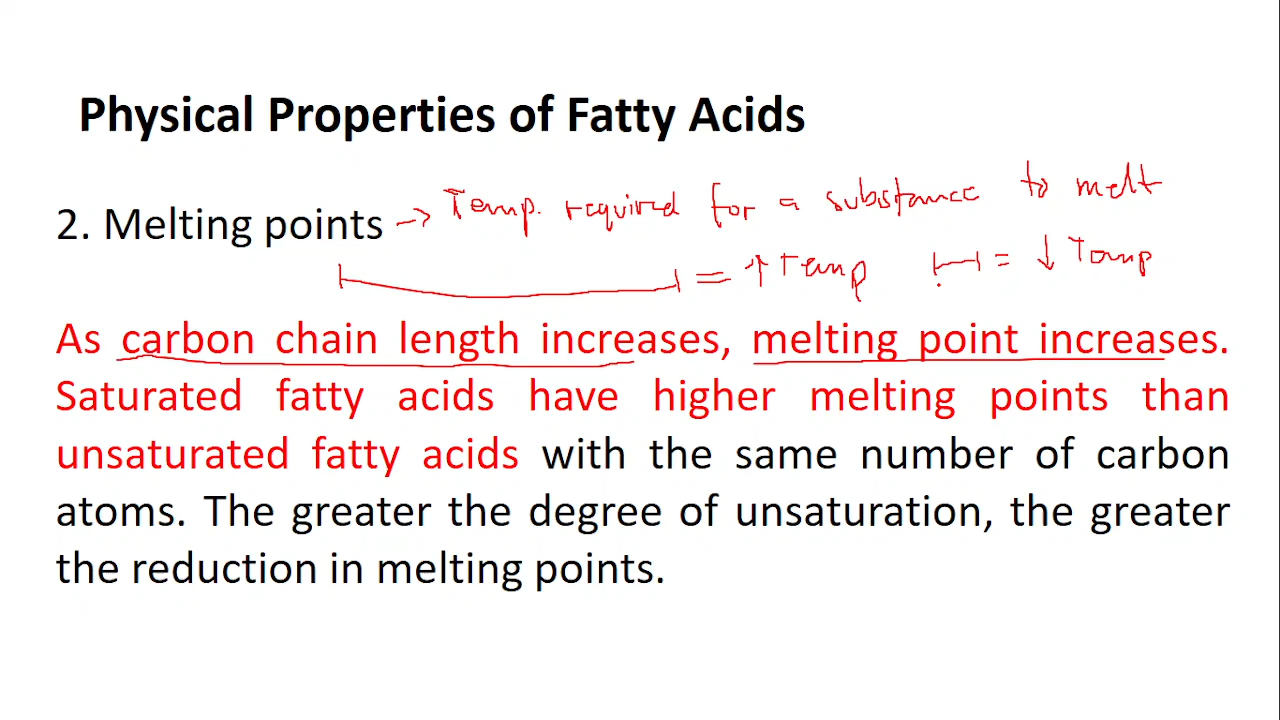 Physical Properties of Fatty Acids
2. Melting points → Temp. required for a substance to melt
= ↑ Temp = ↓ Temp
As carbon chain length increases, melting point increases.
Saturated fatty acids have higher melting points than
unsaturated fatty acids with the same number of carbon
atoms. The greater the degree of unsaturation, the greater
the reduction in melting points.